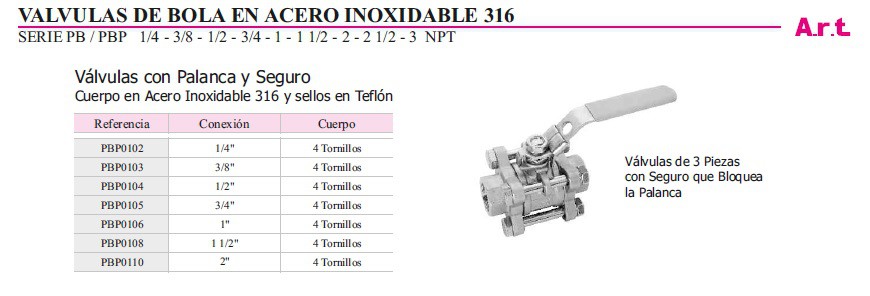 VALVULAS DE BOLA EN ACERO INOXIDABLE 316
A.r.t.
SERIE PB / PBP 1/4 - 3/8 - 1/2 - 3/4 - 1 - 1 1/2 - 2 - 2 1/2 - 3 NPT
Válvulas con Palanca y Seguro
Cuerpo en Acero Inoxidable 316 y sellos en Teflón
Referencia Conexión Cuerpo
PBP0102 1/4" 4 Tornillos
PBP0103 3/8" 4 Tornillos
PBP0104 1/2" 4 Tornillos
PBP0105 3/4" 4 Tornillos
PBP0106 1" 4 Tornillos
PBP0108 1 1/2" 4 Tornillos
PBP0110 2" 4 Tornillos
Válvulas de 3 Piezas
con Seguro que Bloquea
la Palanca